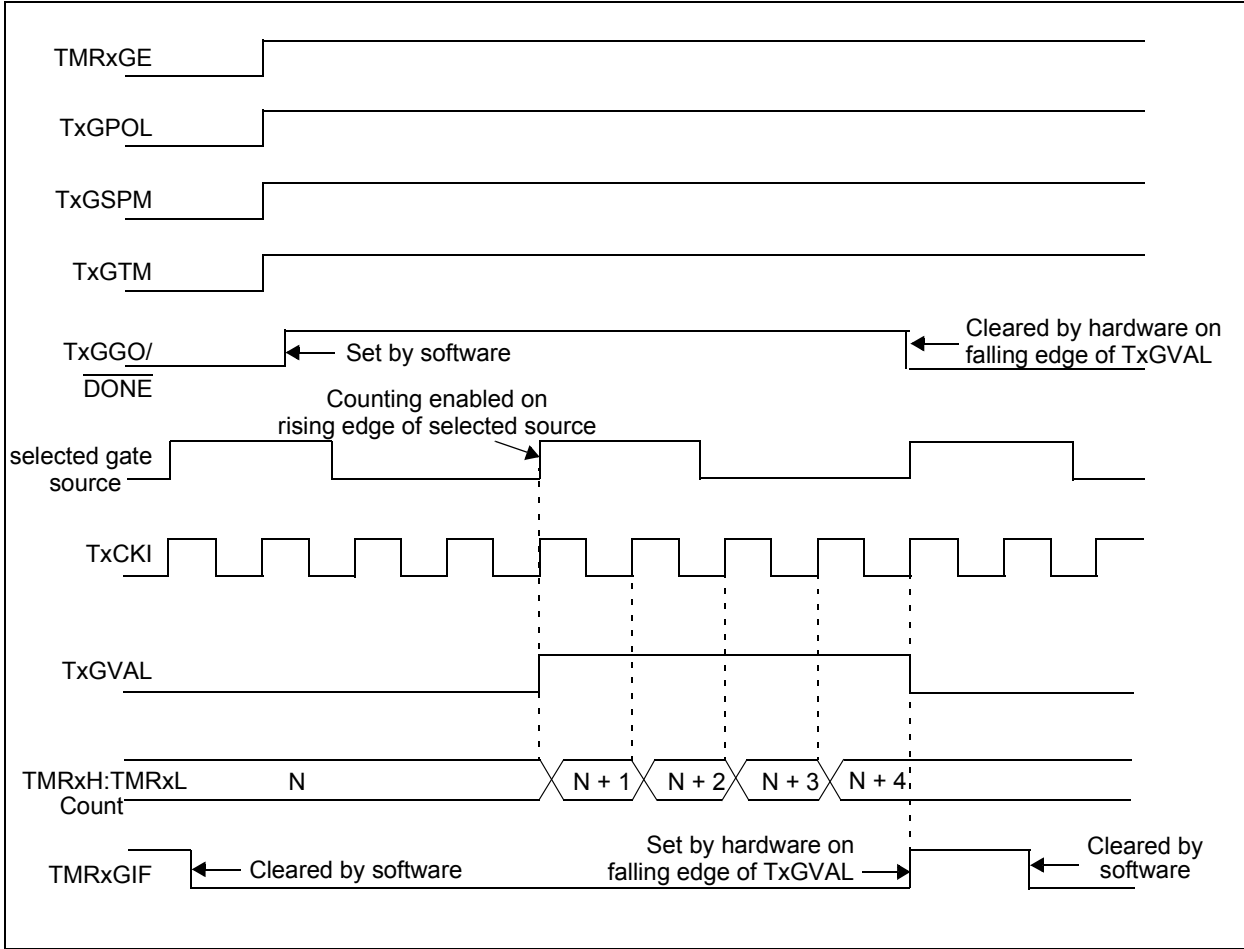 TMRxGE
TxGPOL
TxGSPM
TxGTM
TxGGO/
DONE
Set by software
Cleared by hardware on
falling edge of TxGVAL
Counting enabled on
rising edge of selected source
selected gate
source
TxCKI
TxGVAL
TMRxH:TMRxL
Count
N
N + 1
N + 2
N + 3
N + 4
TMRxGIF
Cleared by software
Set by hardware on
falling edge of TxGVAL
Cleared by
software